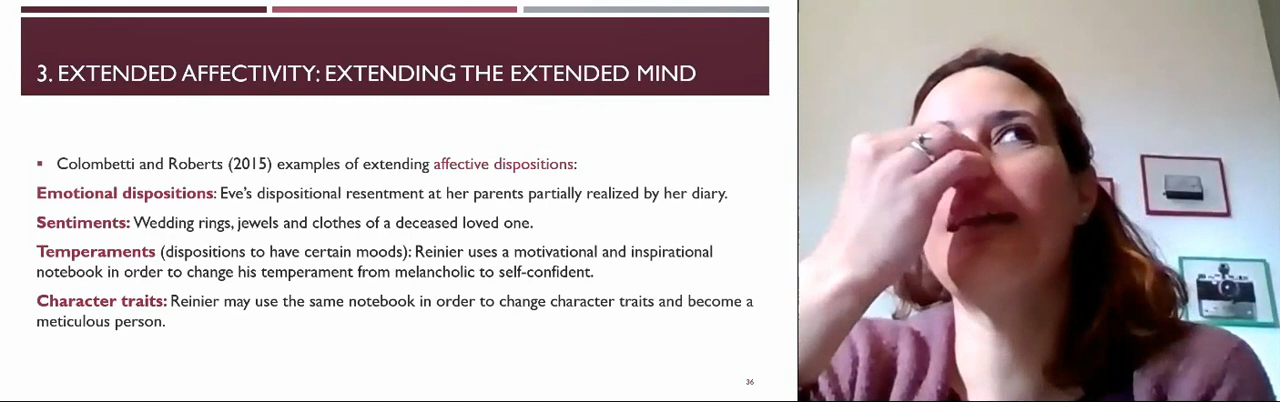 3. EXTENDED AFFECTIVITY: EXTENDING THE EXTENDED MIND
▪ Colombetti and Roberts (2015) examples of extending affective dispositions:
Emotional dispositions: Eve's dispositional resentment at her parents partially realized by her diary.
Sentiments: Wedding rings, jewels and clothes of a deceased loved one.
Temperaments (dispositions to have certain moods): Reinier uses a motivational and inspirational
notebook in order to change his temperament from melancholic to self-confident.
Character traits: Reinier may use the same notebook in order to change character traits and become a
meticulous person.
36